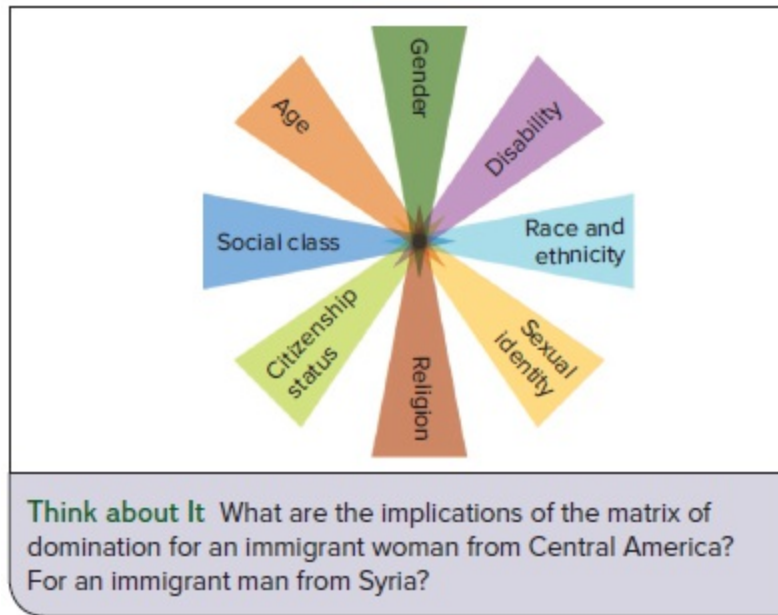 Gender
Disability
Race and
ethnicity
Sexual
identity
Religion
Citizenship
status
Social class
Age
Think about It What are the implications of the matrix of
domination for an immigrant woman from Central America?
For an immigrant man from Syria?